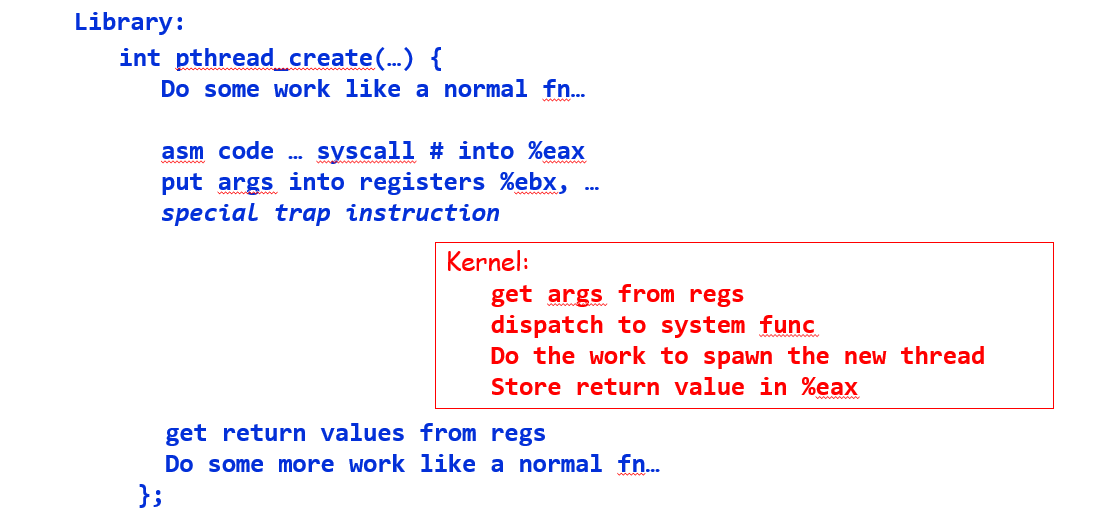 Library:
int pthread_create(…) {
Do some work like a normal fn…
asm code … syscall # into %eax
put args into registers %ebx, …
special trap instruction
Kernel:
get args from regs
dispatch to system func
Do the work to spawn the new thread
Store return value in %eax
get return values from regs
Do some more work like a normal fn…
};